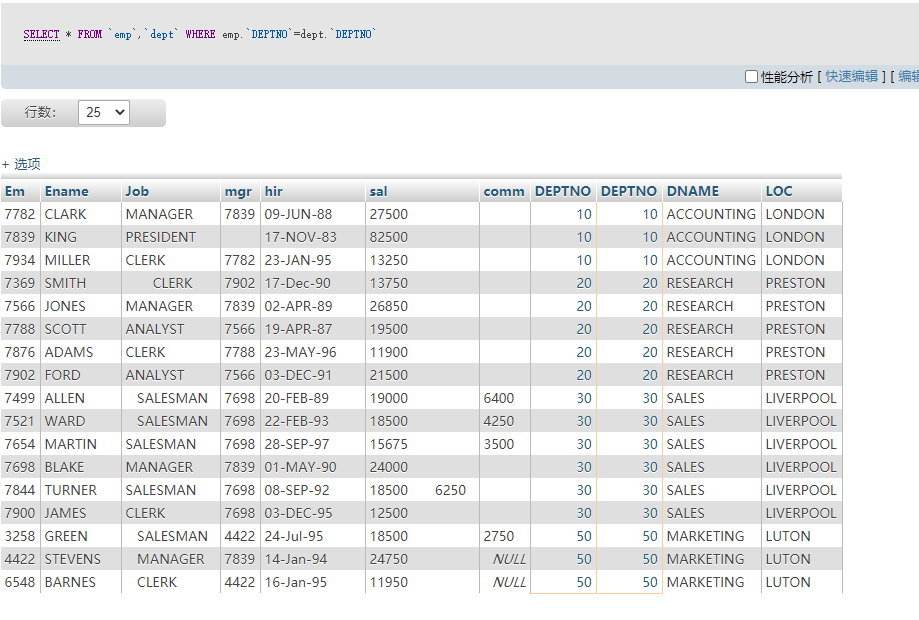 SELECT * FROM `emp`,`dept` WHERE emp.`DEPTNO`=dept.`DEPTNO`
性能分析 [ 快速编辑 ] [ 编辑
行数: 25
+ 选项
Em Ename Job mgr hir sal comm DEPTNO DEPTNO DNAME LOC
7782 CLARK MANAGER 7839 09-JUN-88 27500 10 10 ACCOUNTING LONDON
7839 KING PRESIDENT 17-NOV-83 82500 10 10 ACCOUNTING LONDON
7934 MILLER CLERK 7782 23-JAN-95 13250 10 10 ACCOUNTING LONDON
7369 SMITH CLERK 7902 17-Dec-90 13750 20 20 RESEARCH PRESTON
7566 JONES MANAGER 7839 02-APR-89 26850 20 20 RESEARCH PRESTON
7788 SCOTT ANALYST 7566 19-APR-87 19500 20 20 RESEARCH PRESTON
7876 ADAMS CLERK 7788 23-MAY-96 11900 20 20 RESEARCH PRESTON
7902 FORD ANALYST 7566 03-DEC-91 21500 20 20 RESEARCH PRESTON
7499 ALLEN SALESMAN 7698 20-FEB-89 19000 6400 30 30 SALES LIVERPOOL
7521 WARD SALESMAN 7698 22-FEB-93 18500 4250 30 30 SALES LIVERPOOL
7654 MARTIN SALESMAN 7698 28-SEP-97 15675 3500 30 30 SALES LIVERPOOL
7698 BLAKE MANAGER 7839 01-MAY-90 24000 30 30 SALES LIVERPOOL
7844 TURNER SALESMAN 7698 08-SEP-92 18500 6250 30 30 SALES LIVERPOOL
7900 JAMES CLERK 7698 03-DEC-95 12500 30 30 SALES LIVERPOOL
3258 GREEN SALESMAN 4422 24-Jul-95 18500 2750 50 50 MARKETING LUTON
4422 STEVENS MANAGER 7839 14-Jan-94 24750 NULL 50 50 MARKETING LUTON
6548 BARNES CLERK 4422 16-Jan-95 11950 NULL 50 50 MARKETING LUTON